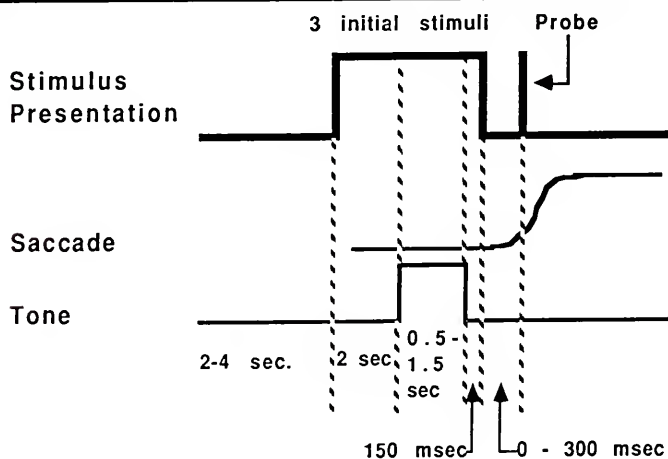 3 initial stimuli Probe
Stimulus
Presentation
Saccade
Tone
2-4 sec. 2 sec 0.5-
1.5
sec
150 msec 0 - 300 msec